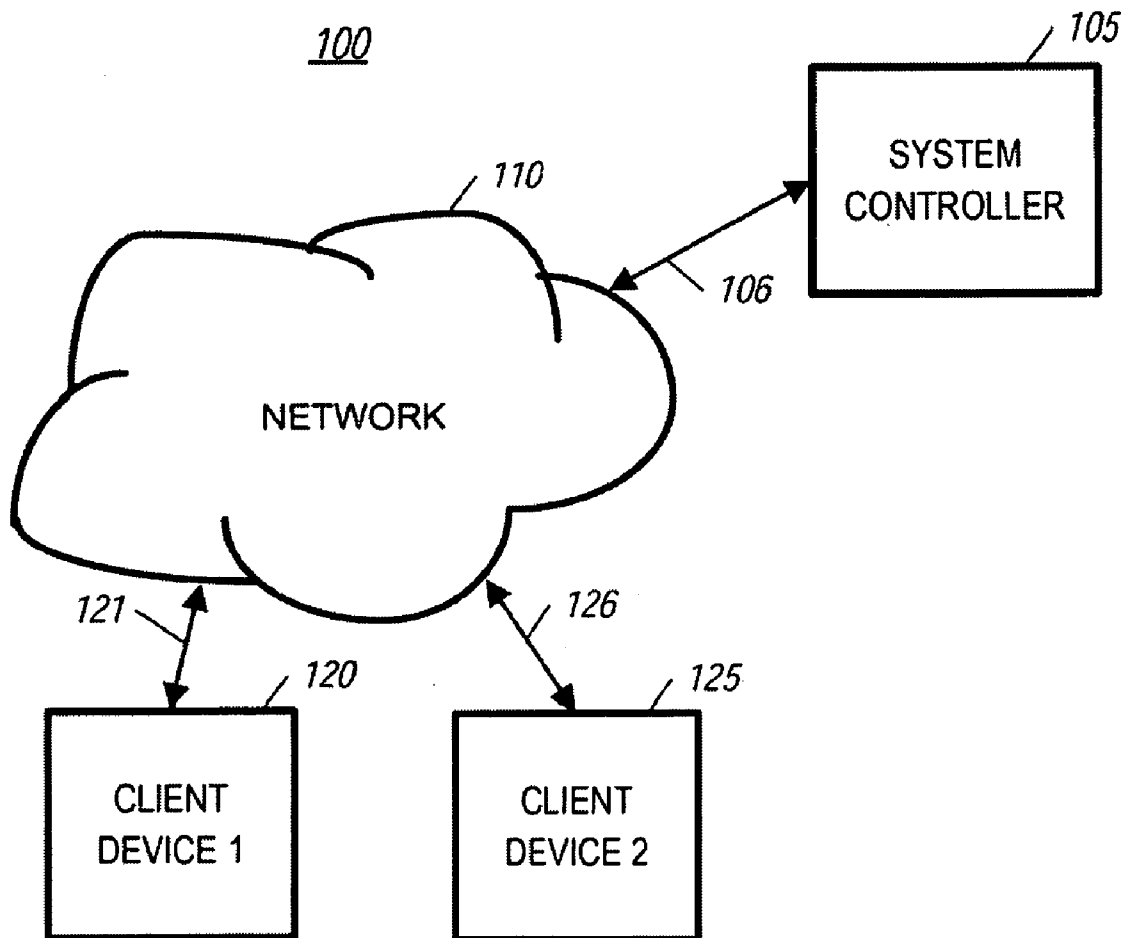 100
105
SYSTEM
CONTROLLER
110
106
NETWORK
121
126
120
125
CLIENT
DEVICE 1
CLIENT
DEVICE 2